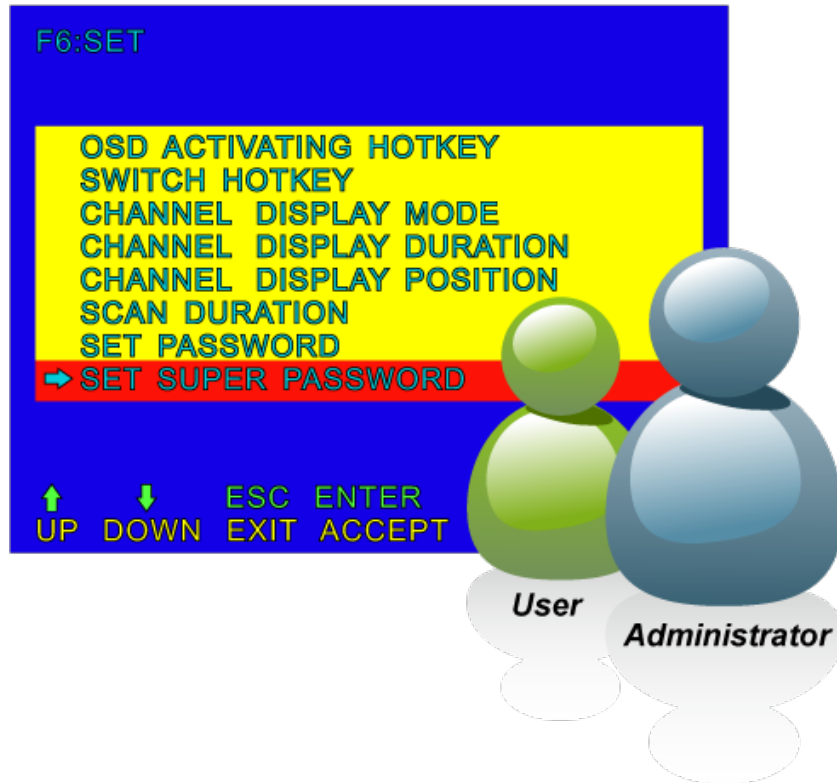 F6:SET
OSD ACTIVATING HOTKEY
SWITCH HOTKEY
CHANNEL DISPLAY MODE
CHANNEL DISPLAY DURATION
CHANNEL DISPLAY POSITION
SCAN DURATION
SET PASSWORD
SET SUPER PASSWORD
ESC ENTER
UP DOWN EXIT ACCEPT
User
Administrator